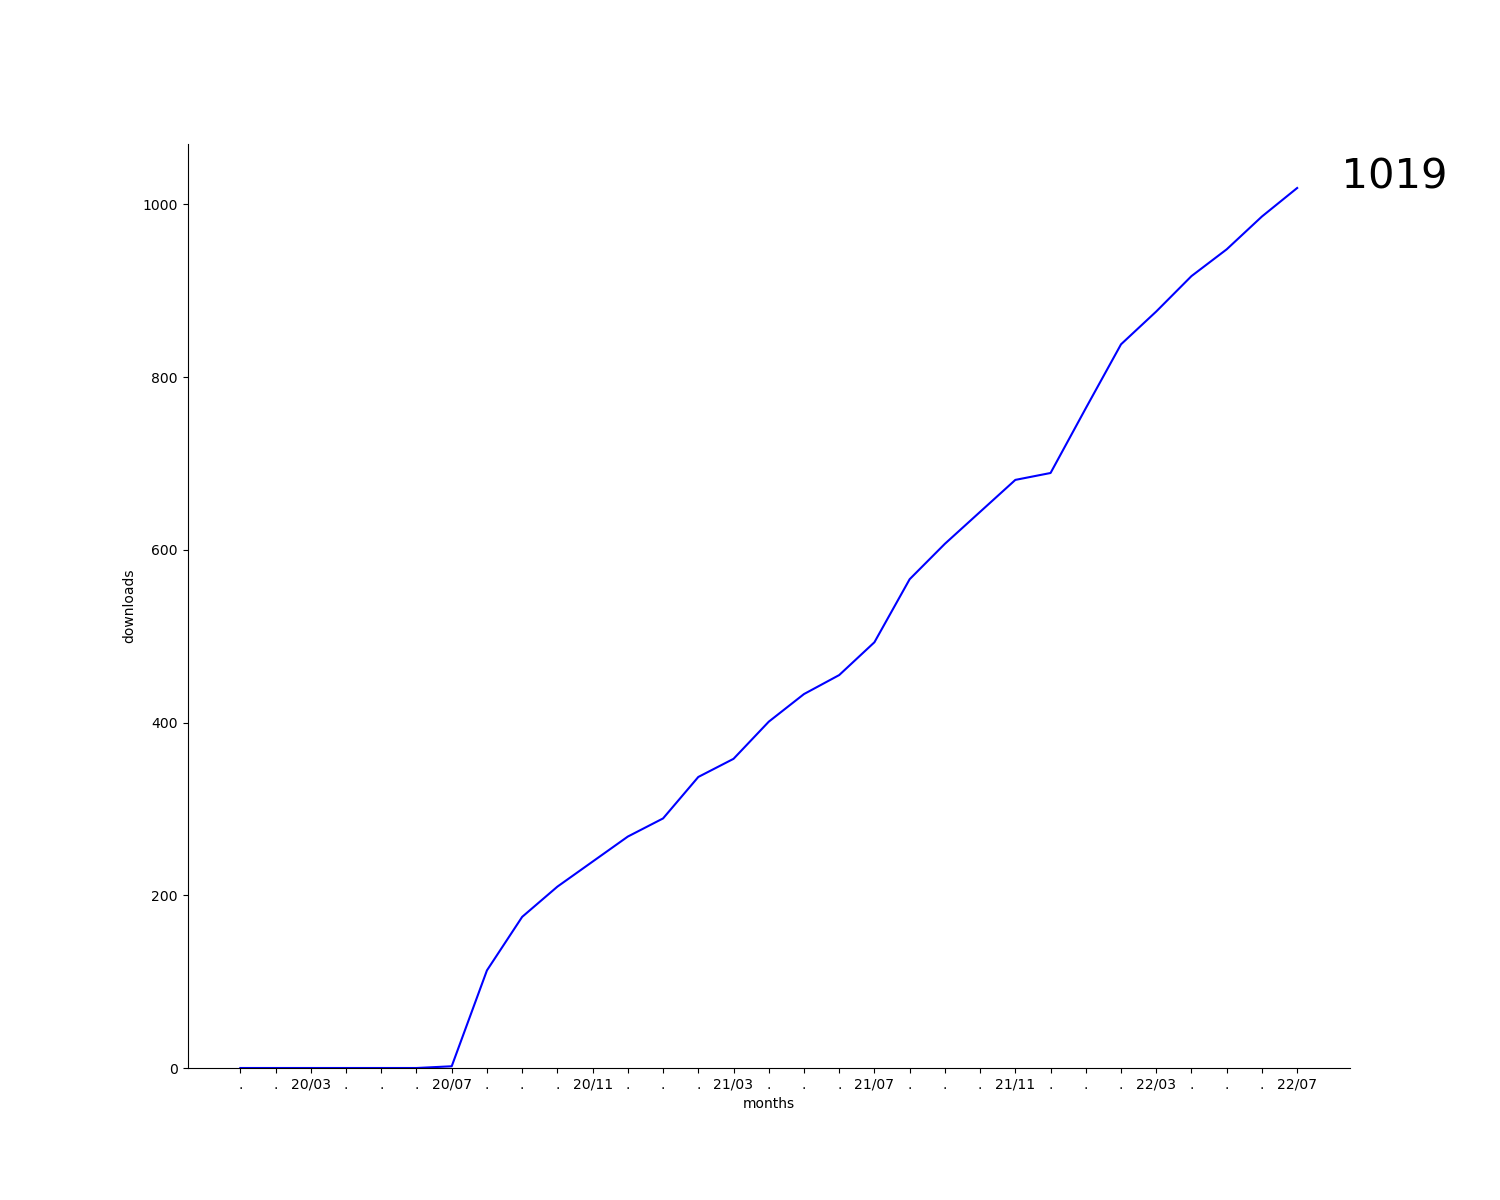 1019
1000
800
600
400
200
0
downloads
. . 20/03 . . . 20/07 . . . 20/11 . . . 21/03 . . . 21/07 . . . 21/11 . . . 22/03 . . . 22/07
months